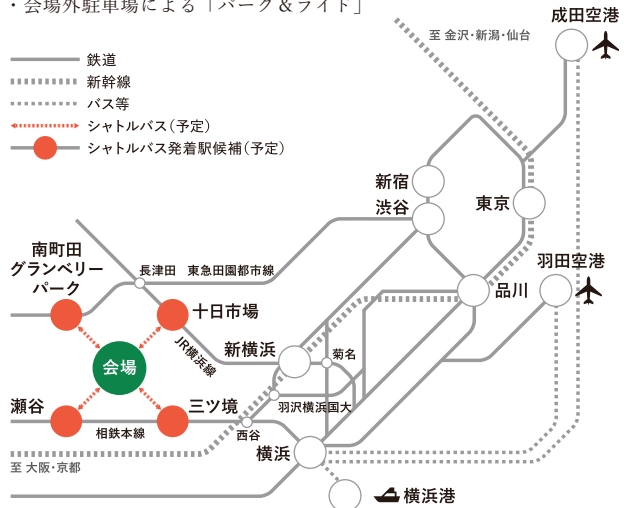 ・会場外駐車場による「パーク＆ライド」
成田空港
至 金沢・新潟・仙台
鉄道
新幹線
バス等
シャトルバス（予定）
シャトルバス発着駅候補（予定）
新宿
渋谷
東京
南町田
グランベリー
パーク
長津田
東急田園都市線
羽田空港
品川
十日市場
JR横浜線
新横浜
菊名
会場
瀬谷
三ツ境
羽沢横浜国大
相鉄本線
西谷
横浜
至 大阪・京都
横浜港